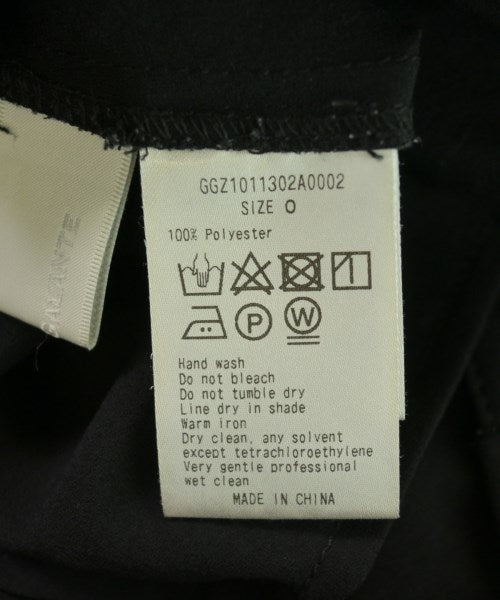 GGZ1011302A0002
SIZE 0
100% Polyester
P
W
Hand wash
Do not bleach
Do not tumble dry
Line dry in shade
Warm iron
Dry clean, any solvent
except tetrachloroethylene
Very gentle professional
wet clean
MADE IN CHINA